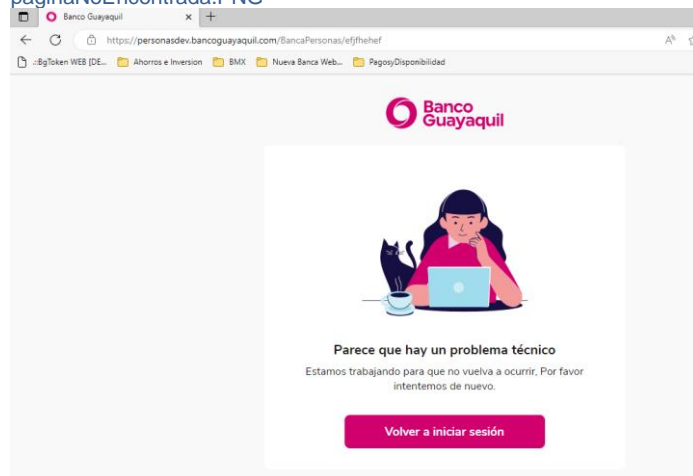 paginaNoEncontrada.PNG
Banco Guayaquil
https://personasdev.bancoguayaquil.com/BancaPersonas/efjfhehef
.:BgToken WEB [DE...
Ahorros e Inversion
BMX
Nueva Banca Web...
PagosyDisponibilidad
Banco
Guayaquil
Parece que hay un problema técnico
Estamos trabajando para que no vuelva a ocurrir, Por favor
intentemos de nuevo.
Volver a iniciar sesión